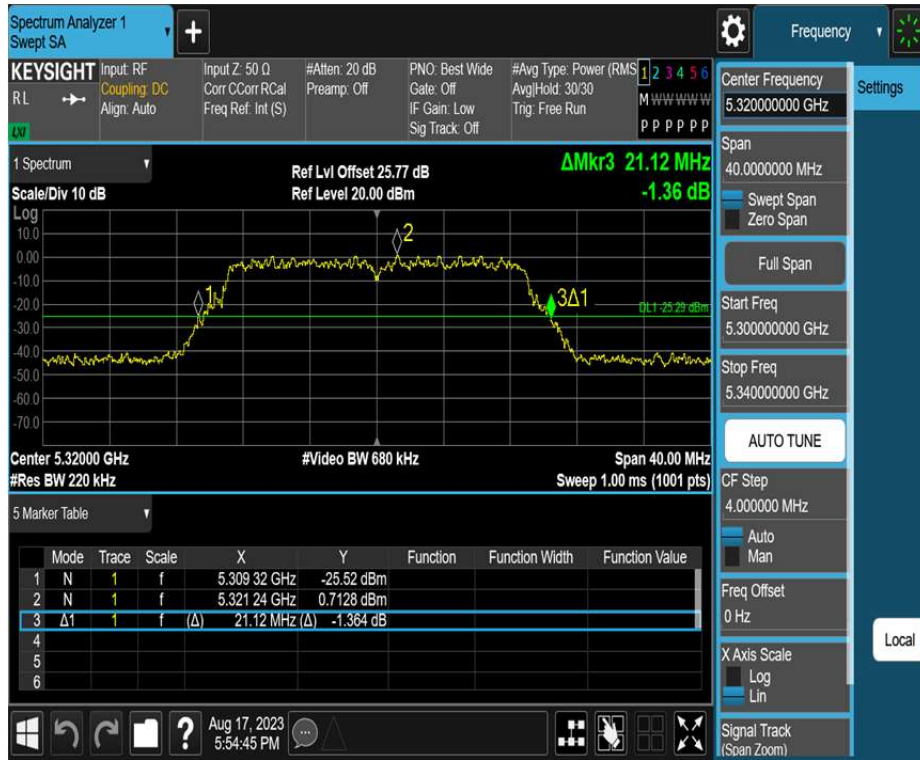 Spectrum Analyzer 1
Swept SA
+
Frequency
KEYSIGHT
RL
LXI
Input: RF
Coupling: DC
Align: Auto
Input Z: 50 Ω
Corr CCorr RCal
Freq Ref: Int (S)
#Atten: 20 dB
Preamp: Off
PNO: Best Wide
Gate: Off
IF Gain: Low
Sig Track: Off
#Avg Type: Power (RMS
Avg|Hold: 30/30
Trig: Free Run
1 2 3 4 5 6
M W W W W W
P P P P P P
1 Spectrum
Scale/Div 10 dB
Ref Lvl Offset 25.77 dB
Ref Level 20.00 dBm
ΔMkr3 21.12 MHz
-1.36 dB
Log
10.0
0.00
-10.0
-20.0
-30.0
-40.0
-50.0
-60.0
-70.0
1
2
3Δ1
DL1 -25.29 dBm
Center 5.32000 GHz
#Res BW 220 kHz
#Video BW 680 kHz
Span 40.00 MHz
Sweep 1.00 ms (1001 pts)
5 Marker Table
Mode Trace Scale X Y Function Function Width Function Value
1 N 1 f 5.309 32 GHz -25.52 dBm
2 N 1 f 5.321 24 GHz 0.7128 dBm
3 Δ1 1 f (Δ) 21.12 MHz (Δ) -1.364 dB
4
5
6
Aug 17, 2023
5:54:45 PM
?
Center Frequency
5.320000000 GHz
Span
40.0000000 MHz
Swept Span
Zero Span
Full Span
Start Freq
5.300000000 GHz
Stop Freq
5.340000000 GHz
AUTO TUNE
CF Step
4.000000 MHz
Auto
Man
Freq Offset
0 Hz
X Axis Scale
Log
Lin
Signal Track
(Span Zoom)
Settings
Local